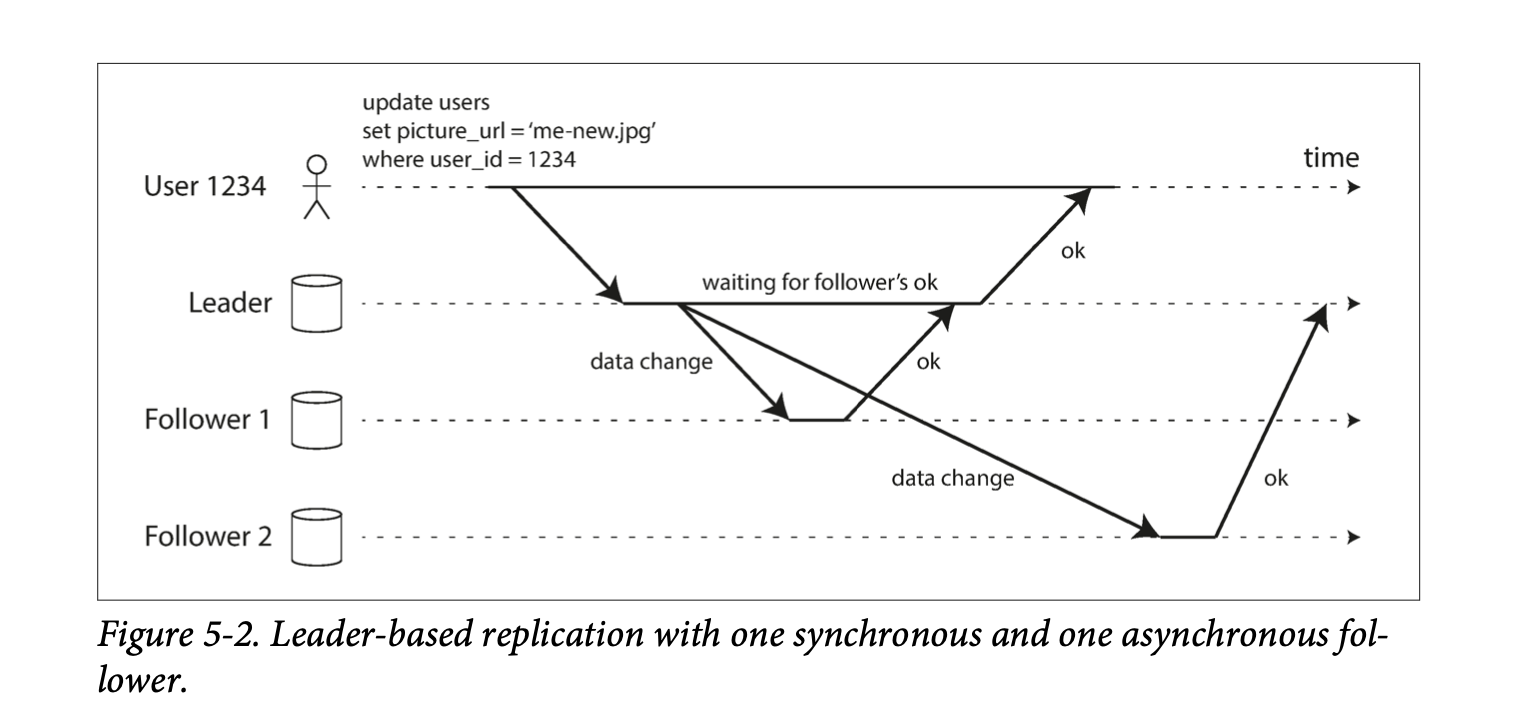 update users
set picture_url = ‘me-new.jpg’
where user_id = 1234
time
User 1234
ok
waiting for follower’s ok
Leader
data change
ok
Follower 1
data change
ok
Follower 2
Figure 5-2. Leader-based replication with one synchronous and one asynchronous fol-
lower.